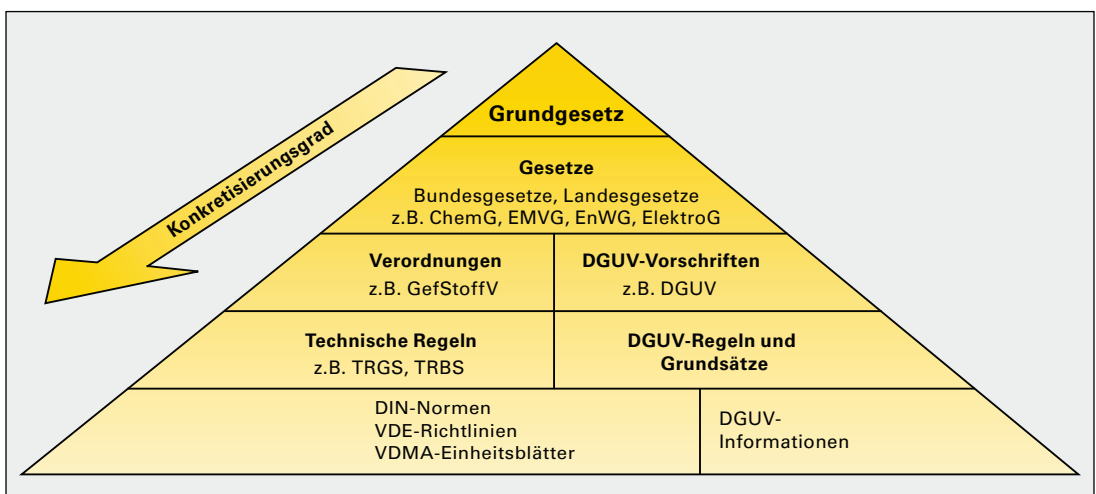 Konkretisierungsgrad
Grundgesetz
Gesetze
Bundesgesetze, Landesgesetze
z.B. ChemG, EMVG, EnWG, ElektroG
Verordnungen
z.B. GefStoffV
DGUV-Vorschriften
z.B. DGUV
Technische Regeln
z.B. TRGS, TRBS
DGUV-Regeln und
Grundsätze
DIN-Normen
VDE-Richtlinien
VDMA-Einheitsblätter
DGUV-
Informationen